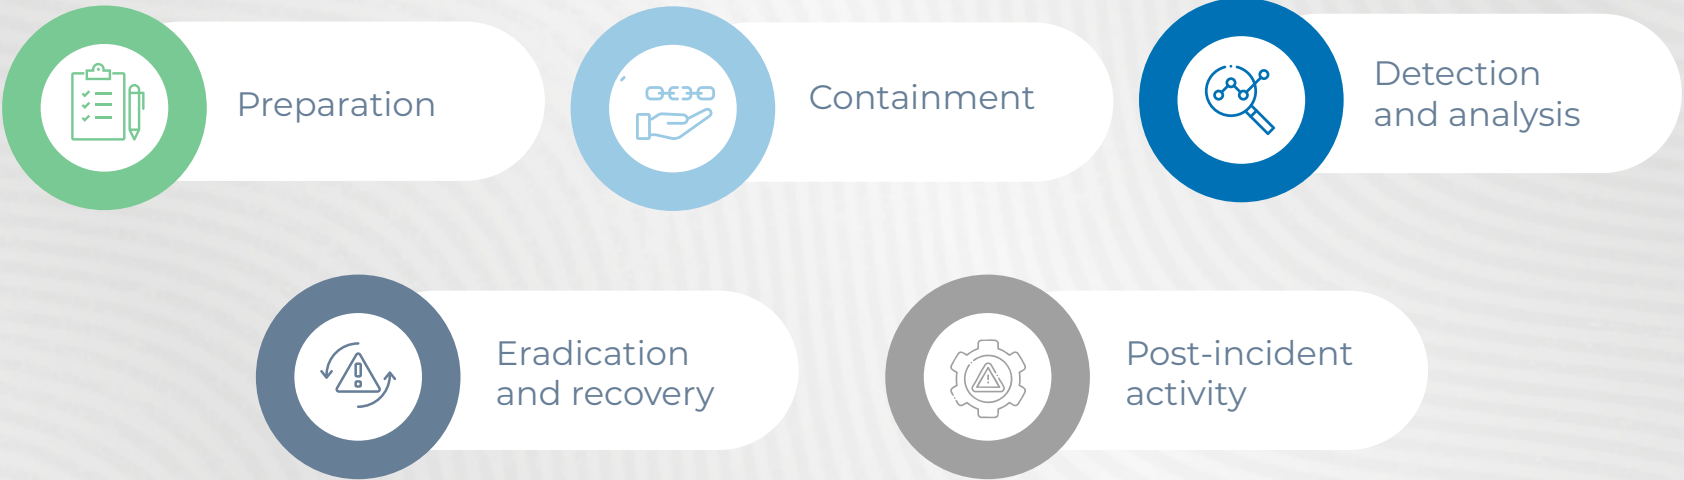 Preparation
Containment
Detection
and analysis
Eradication
and recovery
Post-incident
activity